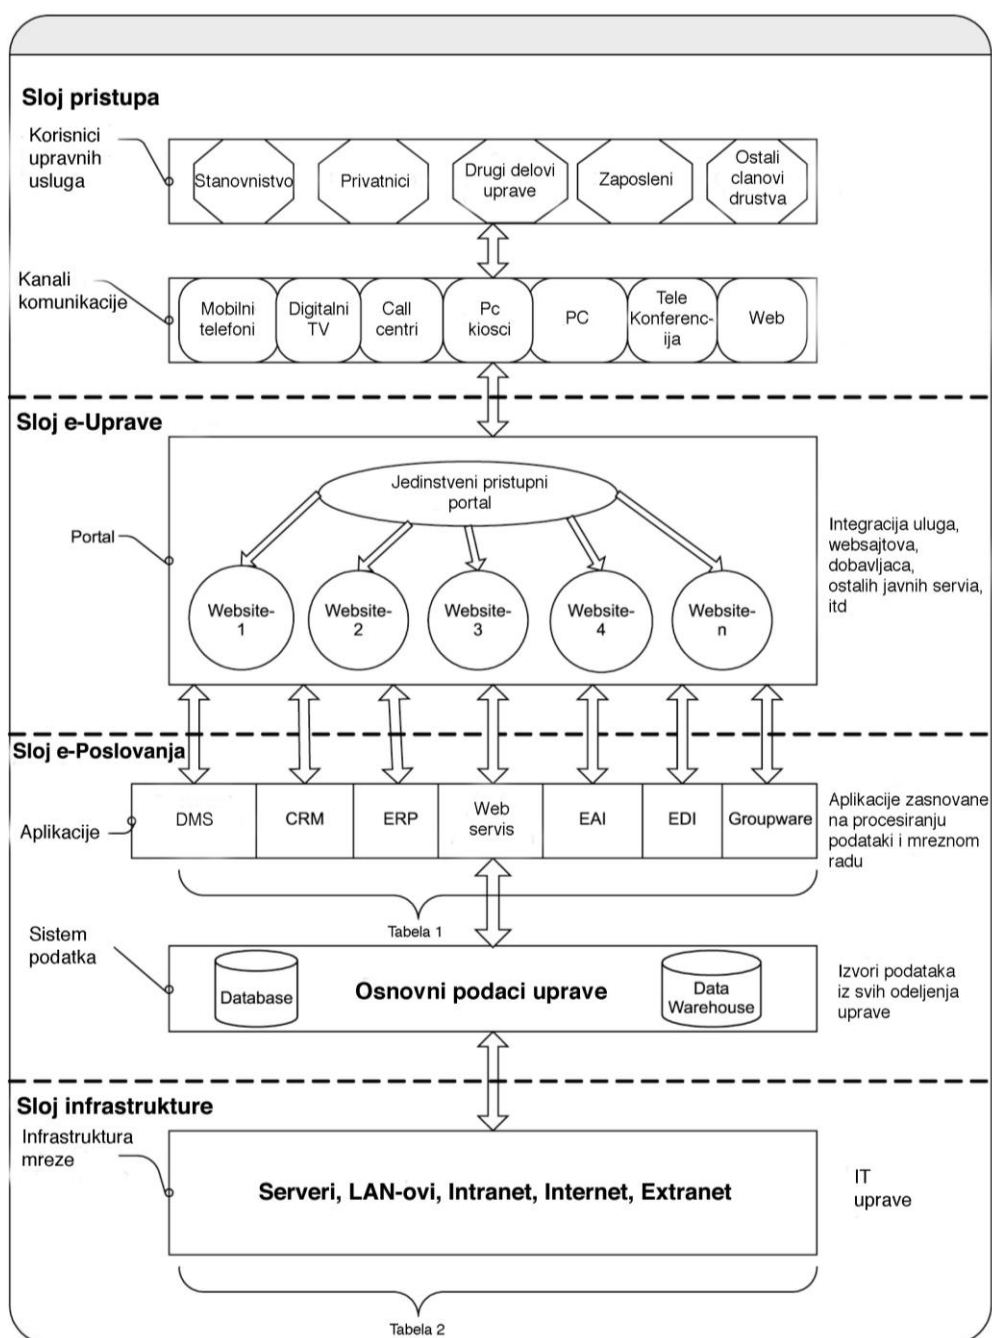 Sloj pristupa
Korisnici
upravnih
usluga
Stanovnistvo
Privatnici
Drugi delovi
uprave
Zaposleni
Ostali
clanovi
drustva
Kanali
komunikacije
Mobilni
telefoni
Digitalni
TV
Call
centri
Pc
kiosci
PC
Tele
Konferenc-
ija
Web
Sloj e-Uprave
Jedinstveni pristupni
portal
Portal
Website-
1
Website-
2
Website-
3
Website-
4
Website-
n
Integracija uluga,
websajtova,
dobavljaca,
ostalih javnih servia,
itd
Sloj e-Poslovanja
Aplikacije
DMS
CRM
ERP
Web
servis
EAI
EDI
Groupware
Aplikacije zasnovane
na procesiranju
podataki i mreznom
radu
Tabela 1
Sistem
podatka
Database
Osnovni podaci uprave
Data
Warehouse
Izvori podataka
iz svih odeljenja
uprave
Sloj infrastrukture
Infrastruktura
mreze
Serveri, LAN-ovi, Intranet, Internet, Extranet
IT
uprave
Tabela 2